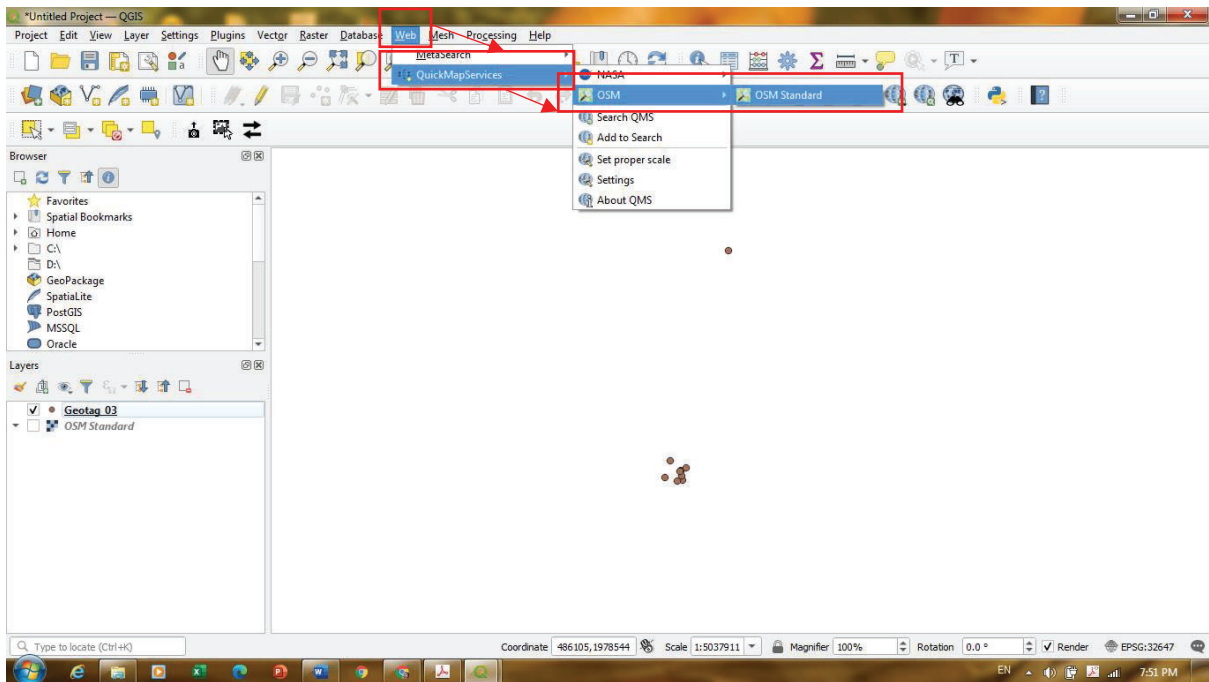 *Untitled Project — QGIS
Project Edit View Layer Settings Plugins Vector Raster Database Web Mesh Processing Help
MetaSearch
QuickMapServices
NASA
OSM
OSM Standard
Search QMS
Add to Search
Set proper scale
Settings
About QMS
Browser
Favorites
Spatial Bookmarks
Home
C:\
D:\
GeoPackage
SpatiaLite
PostGIS
MSSQL
Oracle
Layers
Geotag 03
OSM Standard
Type to locate (Ctrl+K)
Coordinate 486105,1978544 Scale 1:5037911 Magnifier 100% Rotation 0.0 ° Render EPSG:32647
EN 7:51 PM